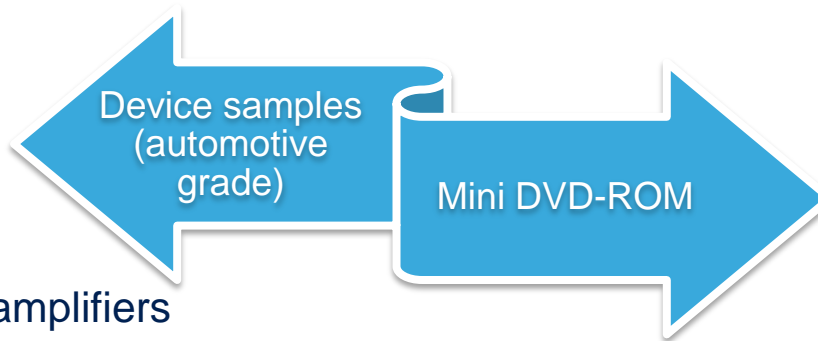 Device samples
(automotive
grade)
Mini DVD-ROM
amplifiers